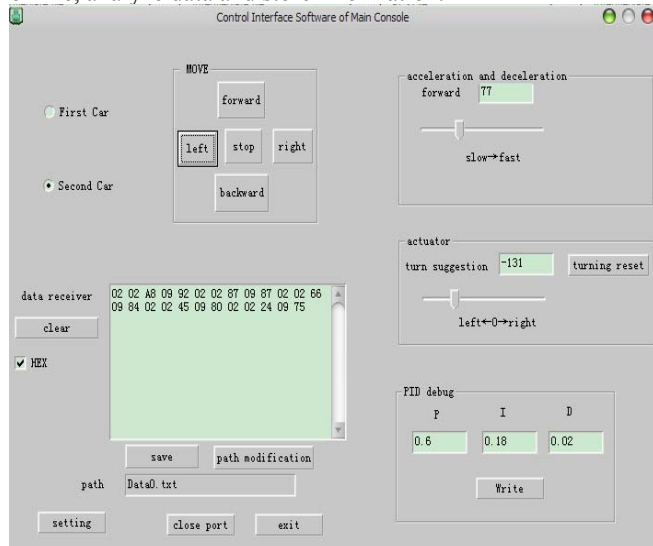 Control Interface Software of Main Console
MOVE
forward
left
stop
right
backward
First Car
Second Car
acceleration and deceleration
forward 77
slow→fast
actuator
turn suggestion -131
turning reset
left←0→right
data receiver
02 02 A8 09 92 02 02 87 09 87 02 02 66
09 84 02 02 45 09 80 02 02 24 09 75
clear
HEX
save
path modification
path Data0.txt
setting
close port
exit
PID debug
P I D
0.6 0.18 0.02
Write